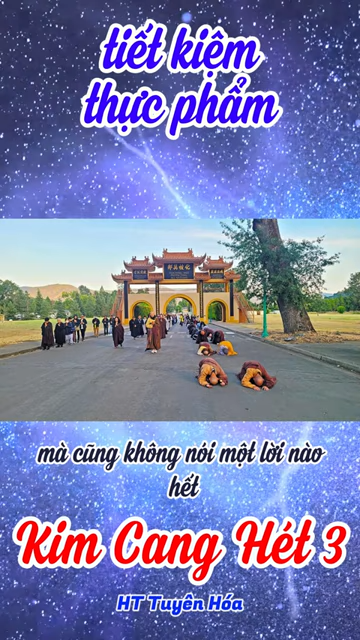 tiết kiệm
thực phẩm
mà cũng không nói một lời nào
hết
Kim Cang Hét 3
HT Tuyên Hóa